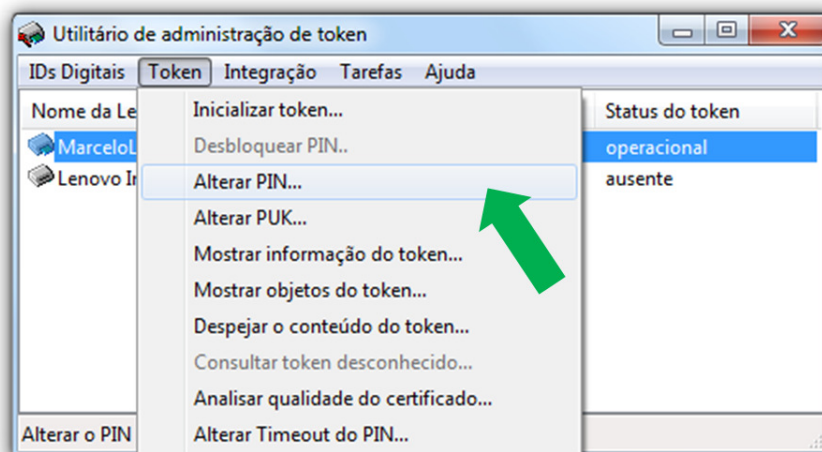 Utilitário de administração de token
IDs Digitais Token Integração Tarefas Ajuda
Nome da Le Status do token
MarceloL operacional
Lenovo Ir ausente
Inicializar token...
Desbloquear PIN..
Alterar PIN...
Alterar PUK...
Mostrar informação do token...
Mostrar objetos do token...
Despejar o conteúdo do token...
Consultar token desconhecido...
Analisar qualidade do certificado...
Alterar Timeout do PIN...
Alterar o PIN